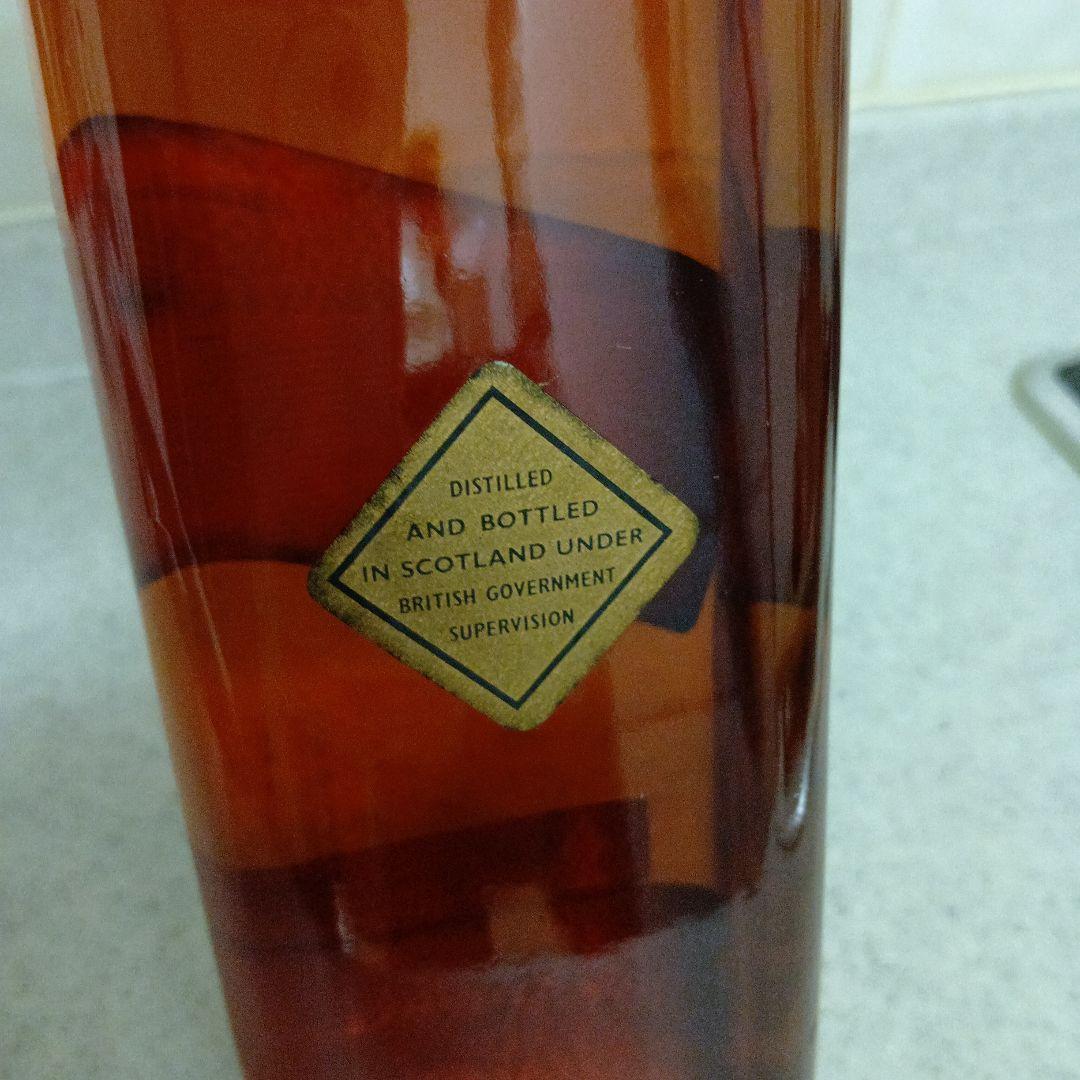 DISTILLED
AND BOTTLED
IN SCOTLAND UNDER
BRITISH GOVERNMENT
SUPERVISION